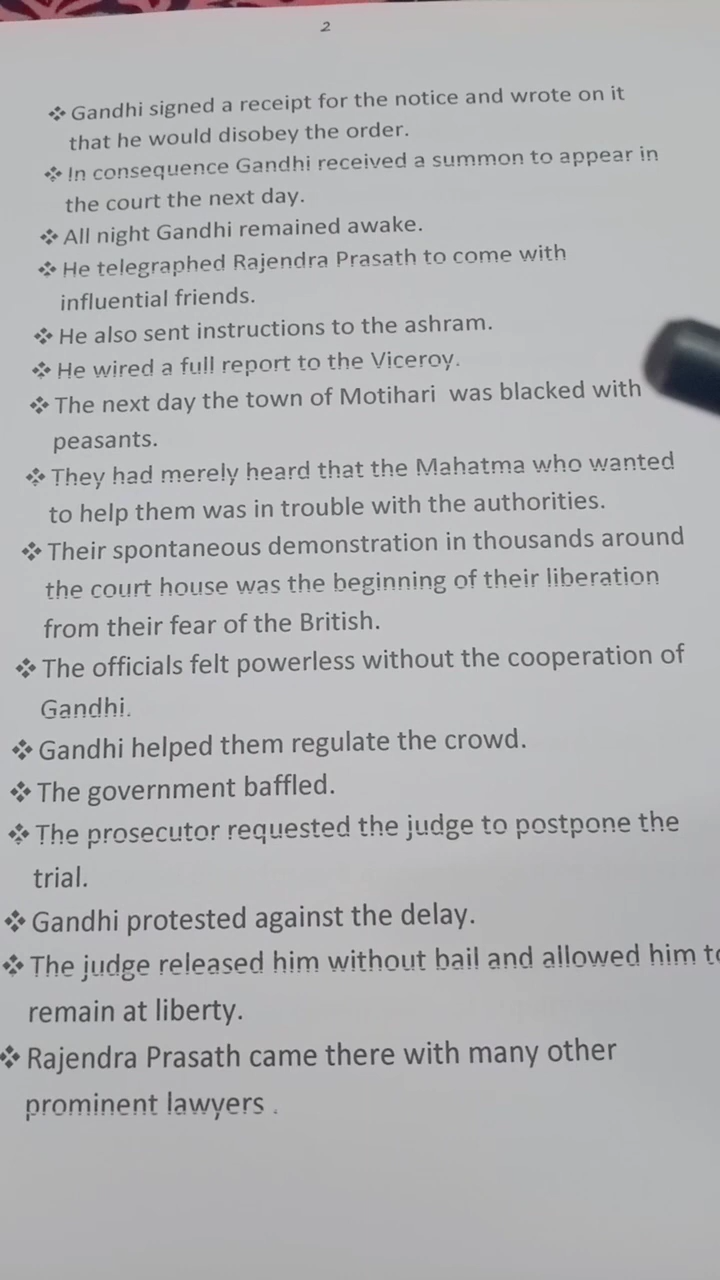 2
❖ Gandhi signed a receipt for the notice and wrote on it
that he would disobey the order.
❖ In consequence Gandhi received a summon to appear in
the court the next day.
❖ All night Gandhi remained awake.
❖ He telegraphed Rajendra Prasath to come with
influential friends.
❖ He also sent instructions to the ashram.
❖ He wired a full report to the Viceroy.
❖ The next day the town of Motihari was blacked with
peasants.
❖ They had merely heard that the Mahatma who wanted
to help them was in trouble with the authorities.
❖ Their spontaneous demonstration in thousands around
the court house was the beginning of their liberation
from their fear of the British.
❖ The officials felt powerless without the cooperation of
Gandhi.
❖ Gandhi helped them regulate the crowd.
❖ The government baffled.
❖ The prosecutor requested the judge to postpone the
trial.
❖ Gandhi protested against the delay.
❖ The judge released him without bail and allowed him to
remain at liberty.
❖ Rajendra Prasath came there with many other
prominent lawyers .